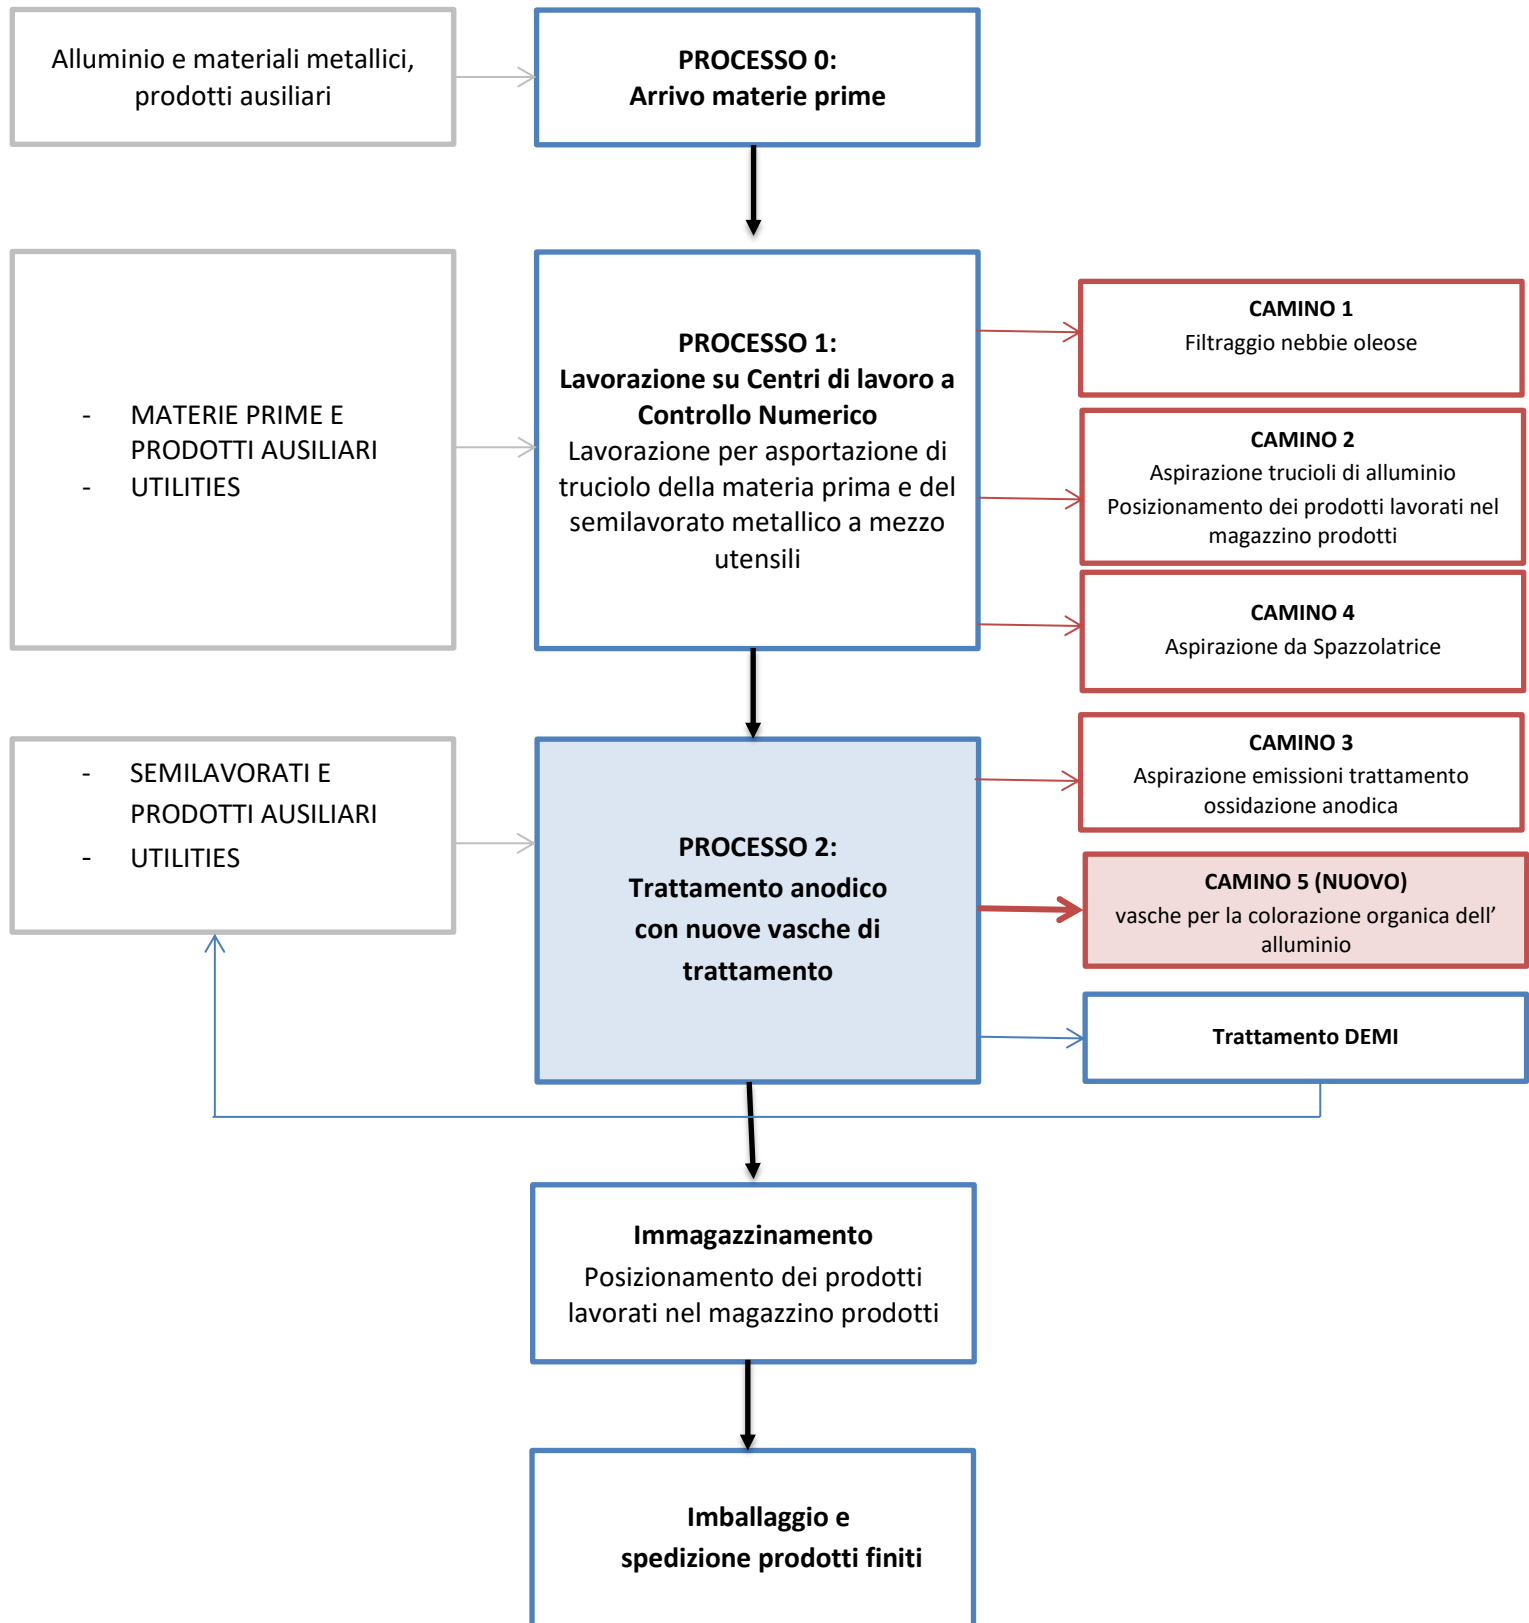 Alluminio e materiali metallici,
prodotti ausiliari
PROCESSO 0:
Arrivo materie prime
- MATERIE PRIME E
PRODOTTI AUSILIARI
- UTILITIES
PROCESSO 1:
Lavorazione su Centri di lavoro a
Controllo Numerico
Lavorazione per asportazione di
truciolo della materia prima e del
semilavorato metallico a mezzo
utensili
CAMINO 1
Filtraggio nebbie oleose
CAMINO 2
Aspirazione trucioli di alluminio
Posizionamento dei prodotti lavorati nel
magazzino prodotti
CAMINO 4
Aspirazione da Spazzolatrice
- SEMILAVORATI E
PRODOTTI AUSILIARI
- UTILITIES
PROCESSO 2:
Trattamento anodico
con nuove vasche di
trattamento
CAMINO 3
Aspirazione emissioni trattamento
ossidazione anodica
CAMINO 5 (NUOVO)
vasche per la colorazione organica dell’
alluminio
Trattamento DEMI
Immagazzinamento
Posizionamento dei prodotti
lavorati nel magazzino prodotti
Imballaggio e
spedizione prodotti finiti